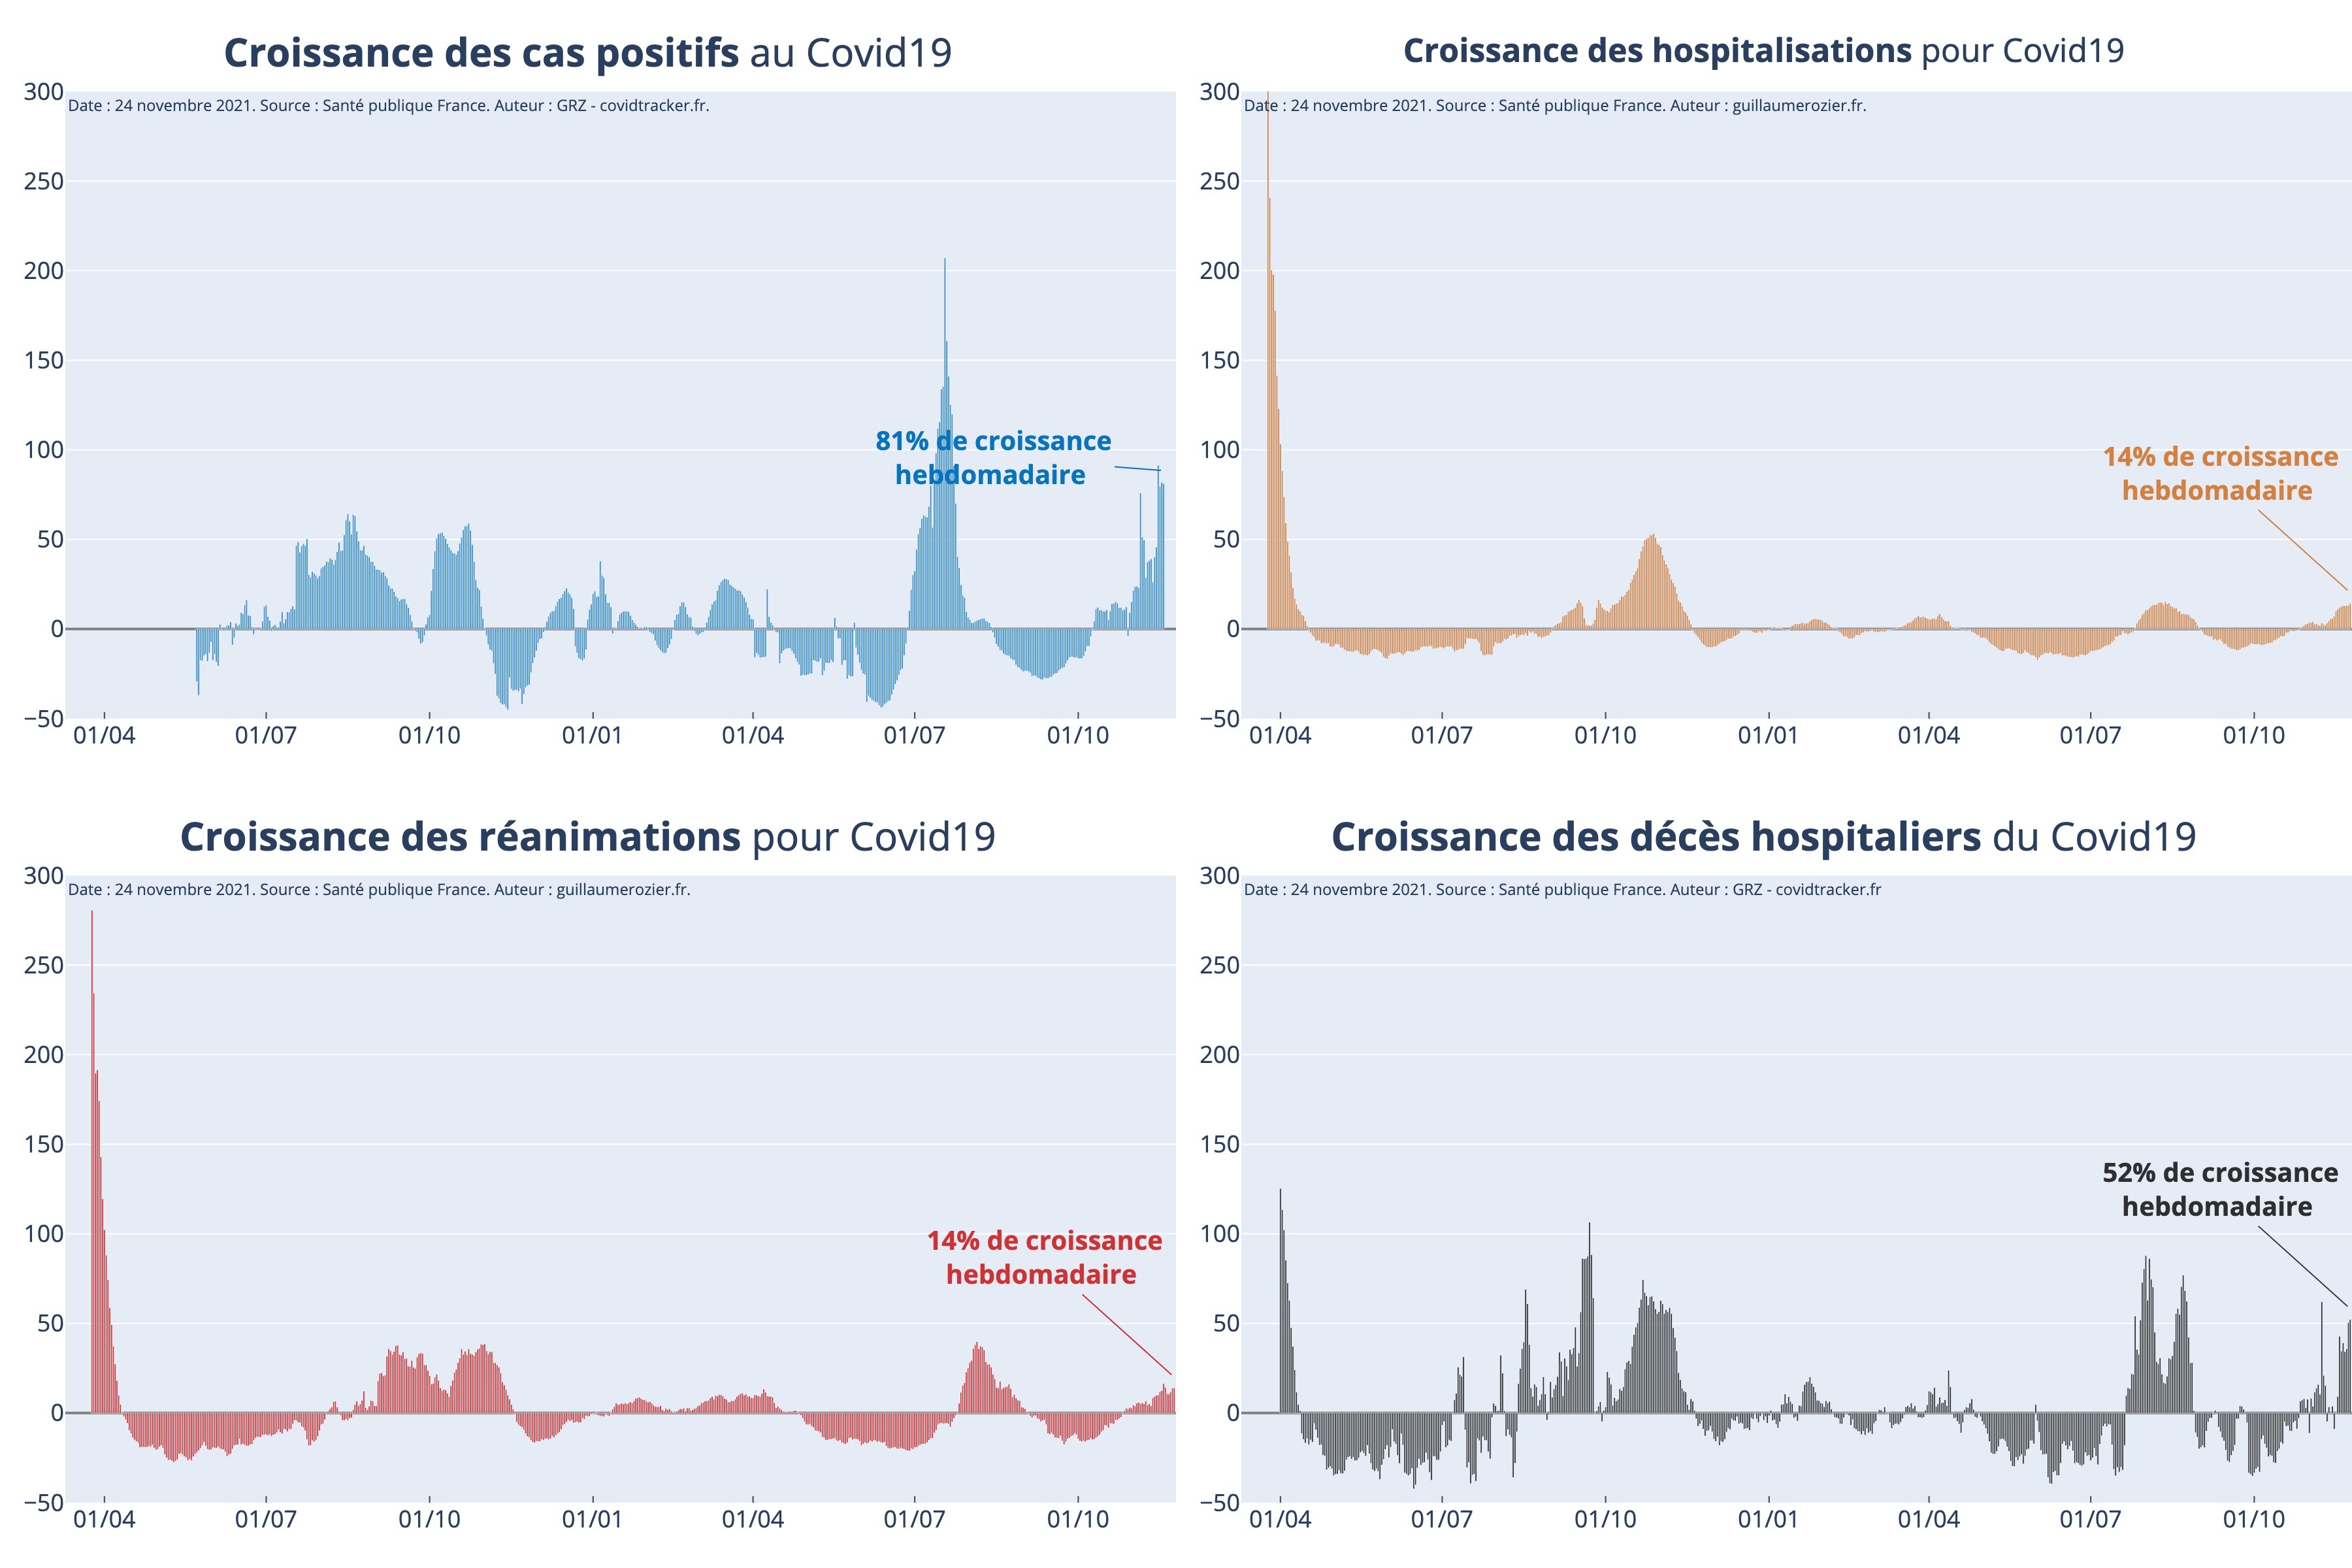 Croissance des cas positifs au Covid19
300
Date : 24 novembre 2021. Source : Santé publique France. Auteur : GRZ - covidtracker.fr.
250
200
150
100
81% de croissance
hebdomadaire
50
0
−50
01/04 01/07 01/10 01/01 01/04 01/07 01/10
Croissance des hospitalisations pour Covid19
300
Date : 24 novembre 2021. Source : Santé publique France. Auteur : guillaumerozier.fr.
250
200
150
100
14% de croissance
hebdomadaire
50
0
−50
01/04 01/07 01/10 01/01 01/04 01/07 01/10
Croissance des réanimations pour Covid19
300
Date : 24 novembre 2021. Source : Santé publique France. Auteur : guillaumerozier.fr.
250
200
150
100
14% de croissance
hebdomadaire
50
0
−50
01/04 01/07 01/10 01/01 01/04 01/07 01/10
Croissance des décès hospitaliers du Covid19
300
Date : 24 novembre 2021. Source : Santé publique France. Auteur : GRZ - covidtracker.fr
250
200
150
52% de croissance
hebdomadaire
100
50
0
−50
01/04 01/07 01/10 01/01 01/04 01/07 01/10